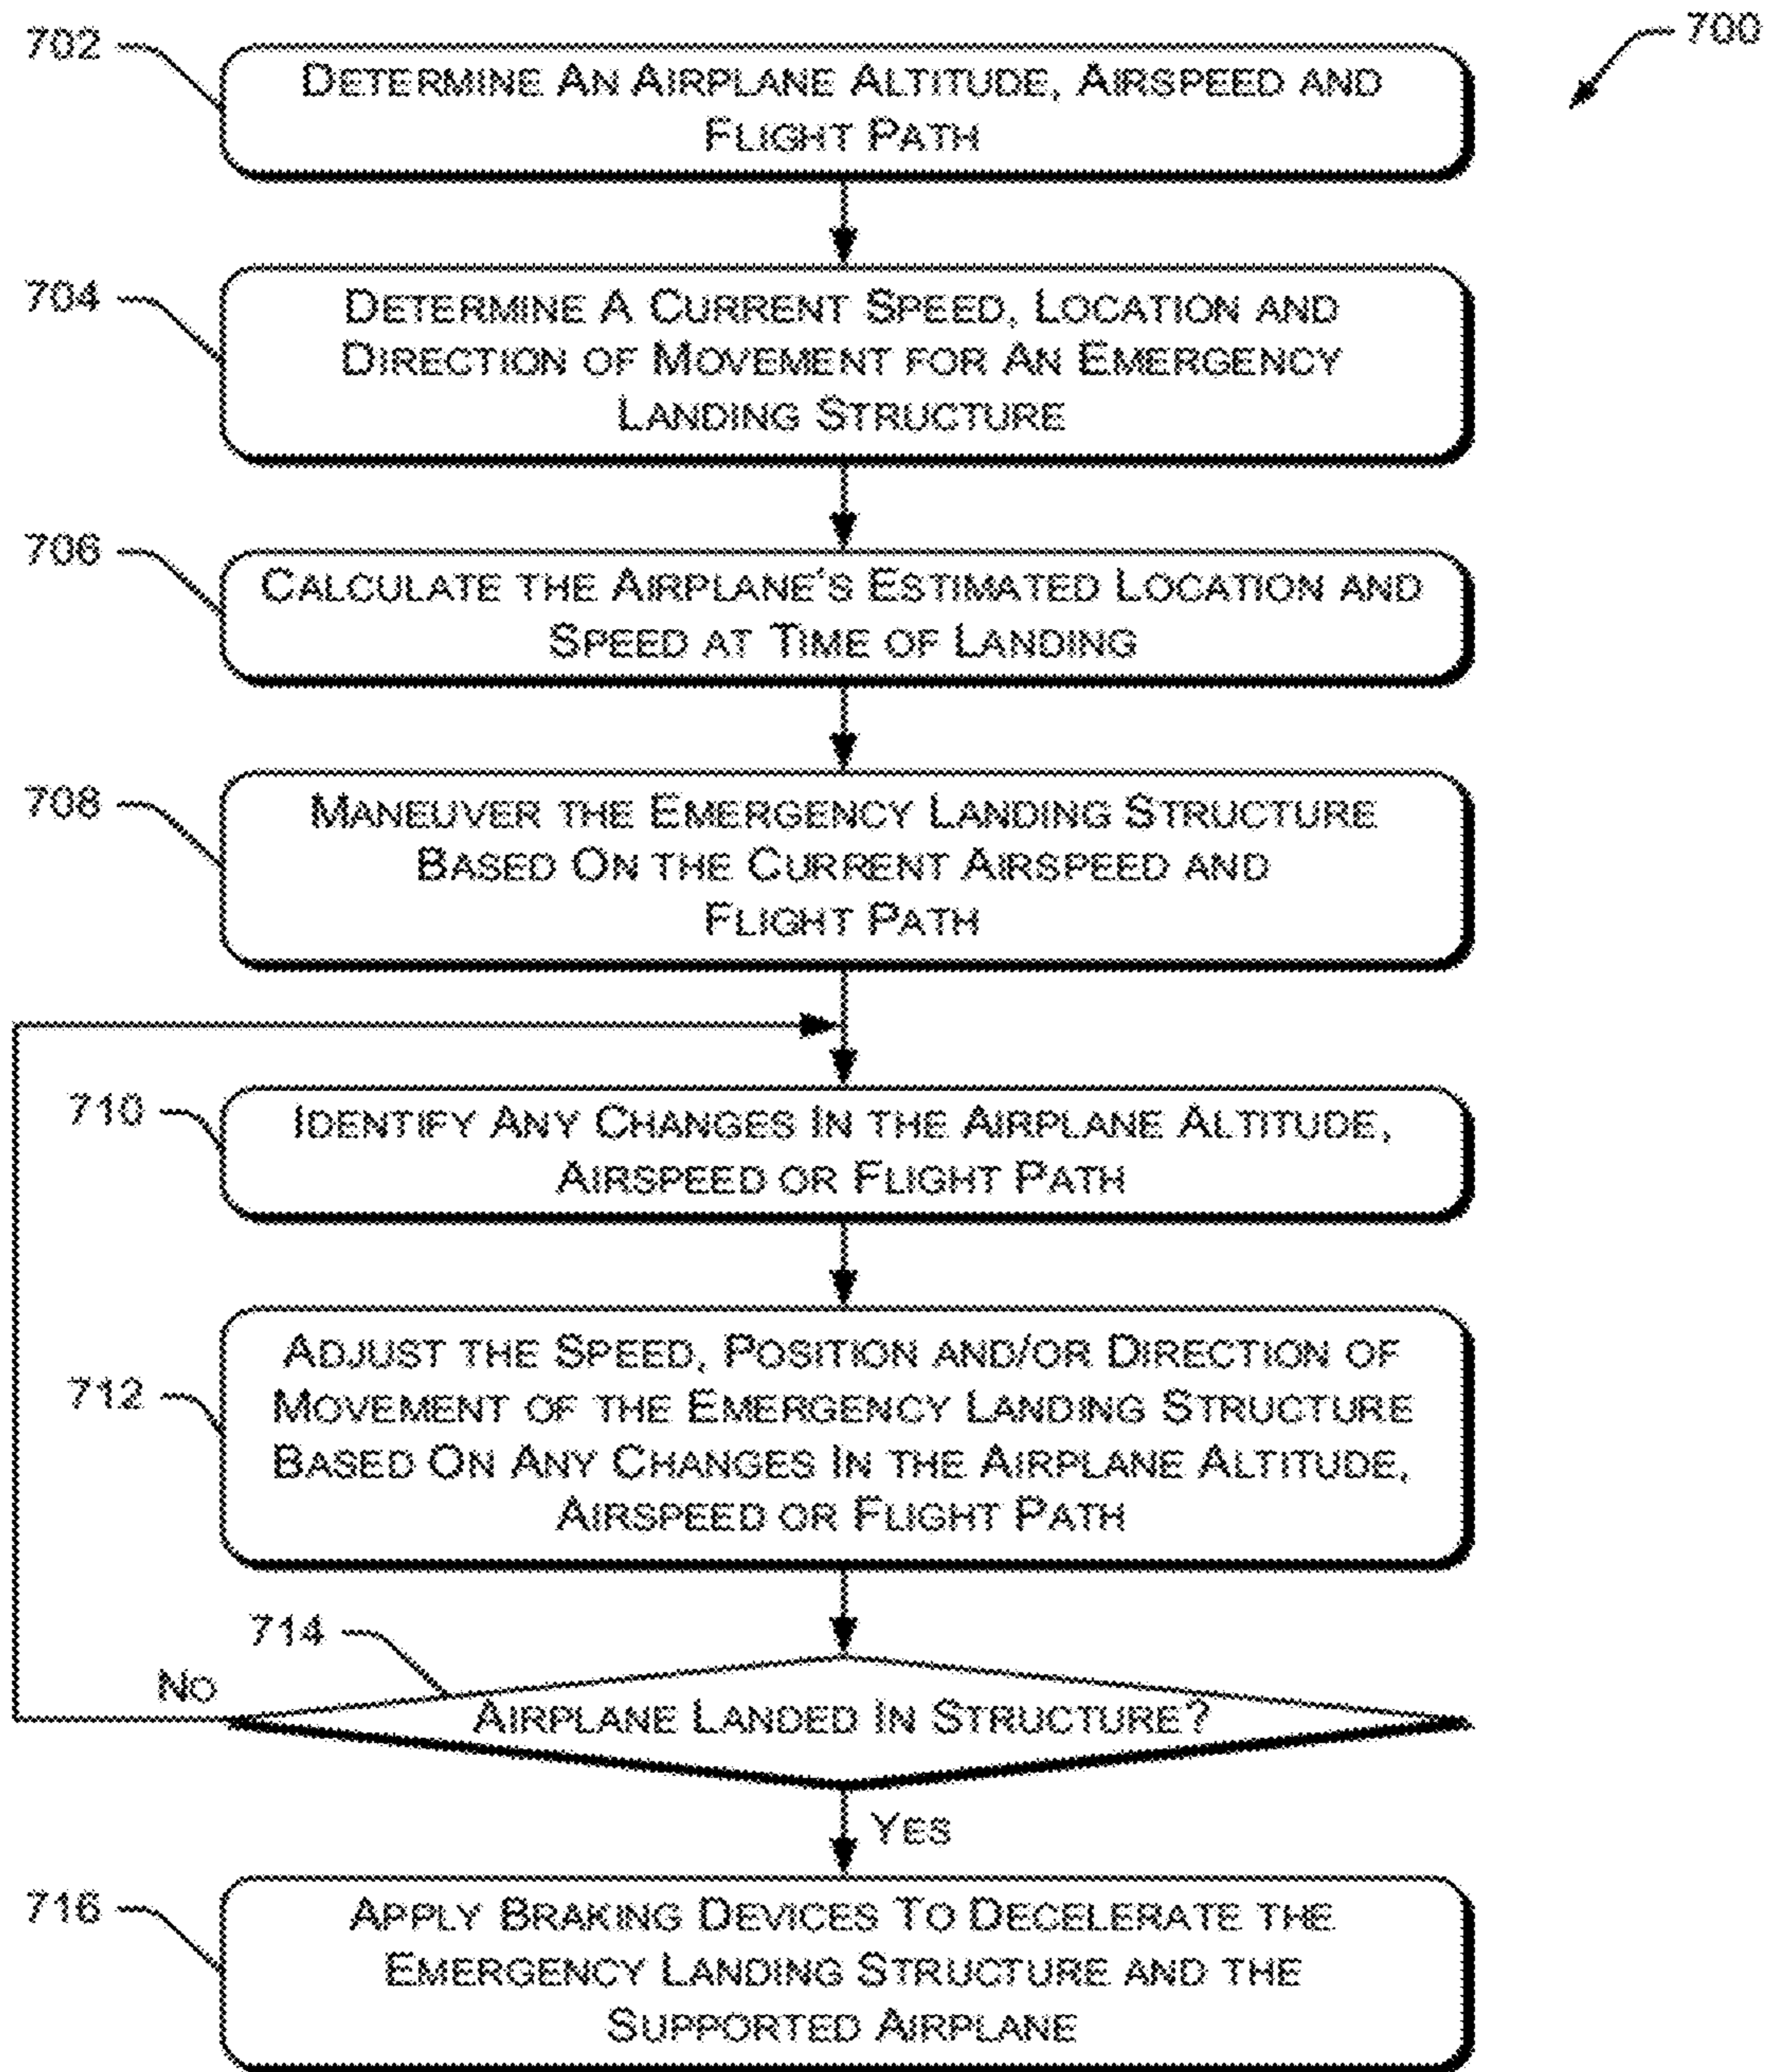 700
702
DETERMINE AN AIRPLANE ALTITUDE, AIRSPEED AND
FLIGHT PATH
704
DETERMINE A CURRENT SPEED, LOCATION AND
DIRECTION OF MOVEMENT FOR AN EMERGENCY
LANDING STRUCTURE
706
CALCULATE THE AIRPLANE'S ESTIMATED LOCATION AND
SPEED AT TIME OF LANDING
708
MANEUVER THE EMERGENCY LANDING STRUCTURE
BASED ON THE CURRENT AIRSPEED AND
FLIGHT PATH
710
IDENTIFY ANY CHANGES IN THE AIRPLANE ALTITUDE,
AIRSPEED OR FLIGHT PATH
712
ADJUST THE SPEED, POSITION AND/OR DIRECTION OF
MOVEMENT OF THE EMERGENCY LANDING STRUCTURE
BASED ON ANY CHANGES IN THE AIRPLANE ALTITUDE,
AIRSPEED OR FLIGHT PATH
714
NO
AIRPLANE LANDED IN STRUCTURE?
YES
716
APPLY BRAKING DEVICES TO DECELERATE THE
EMERGENCY LANDING STRUCTURE AND THE
SUPPORTED AIRPLANE